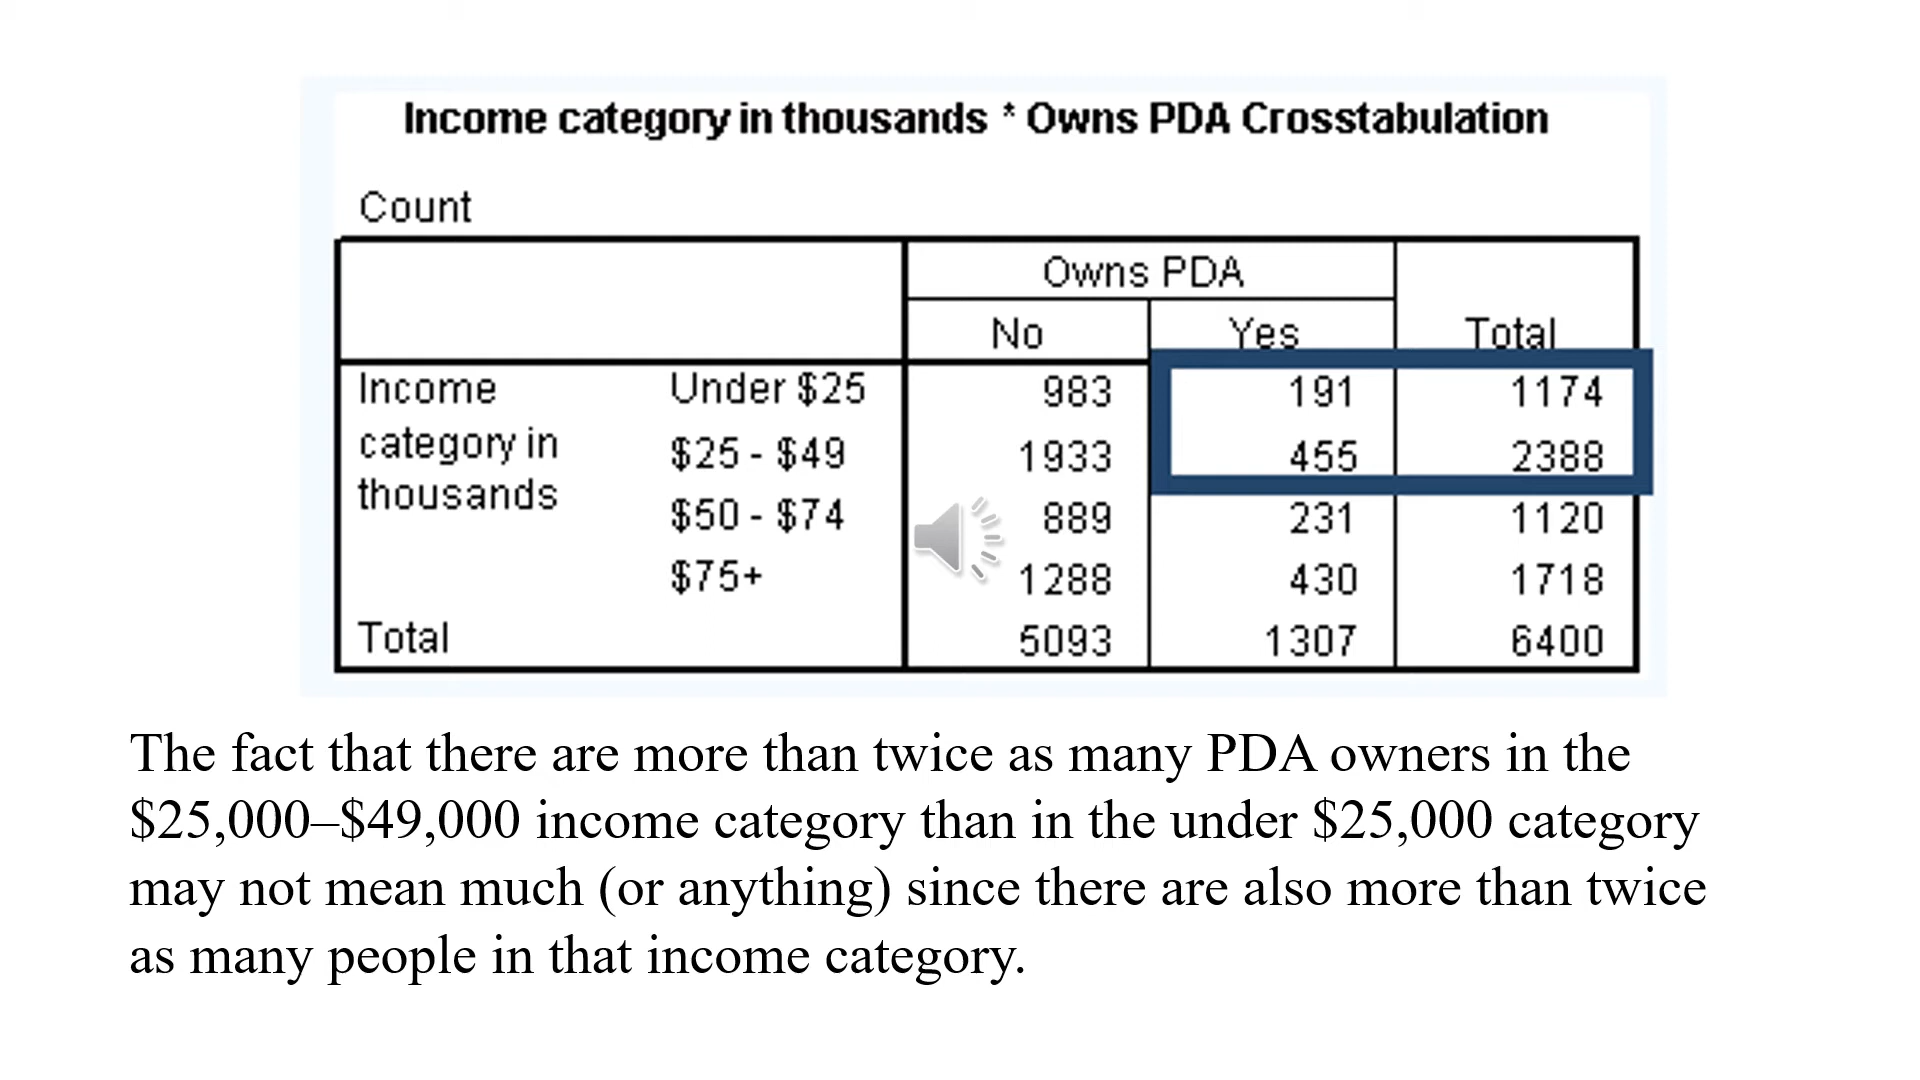 Income category in thousands * Owns PDA Crosstabulation
Count
Owns PDA
No Yes Total
Income Under $25 983 191 1174
category in $25 - $49 1933 455 2388
thousands $50 - $74 889 231 1120
$75+ 1288 430 1718
Total 5093 1307 6400
The fact that there are more than twice as many PDA owners in the
$25,000–$49,000 income category than in the under $25,000 category
may not mean much (or anything) since there are also more than twice
as many people in that income category.